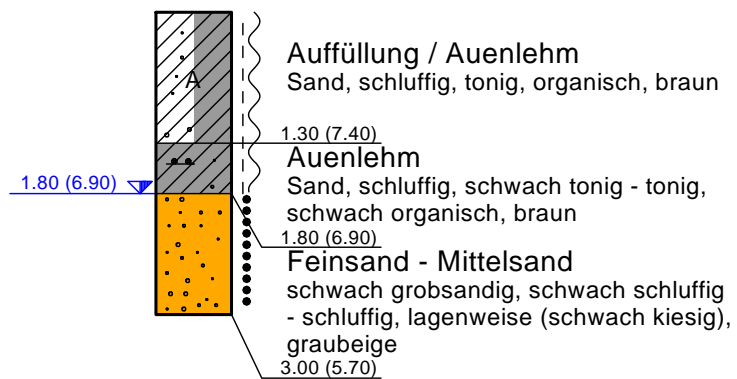 Auffüllung / Auenlehm
Sand, schluffig, tonig, organisch, braun
A
1.30 (7.40)
Auenlehm
1.80 (6.90)
Sand, schluffig, schwach tonig - tonig,
schwach organisch, braun
1.80 (6.90)
Feinsand - Mittelsand
schwach grobsandig, schwach schluffig
- schluffig, lagenweise (schwach kiesig),
graubeige
3.00 (5.70)